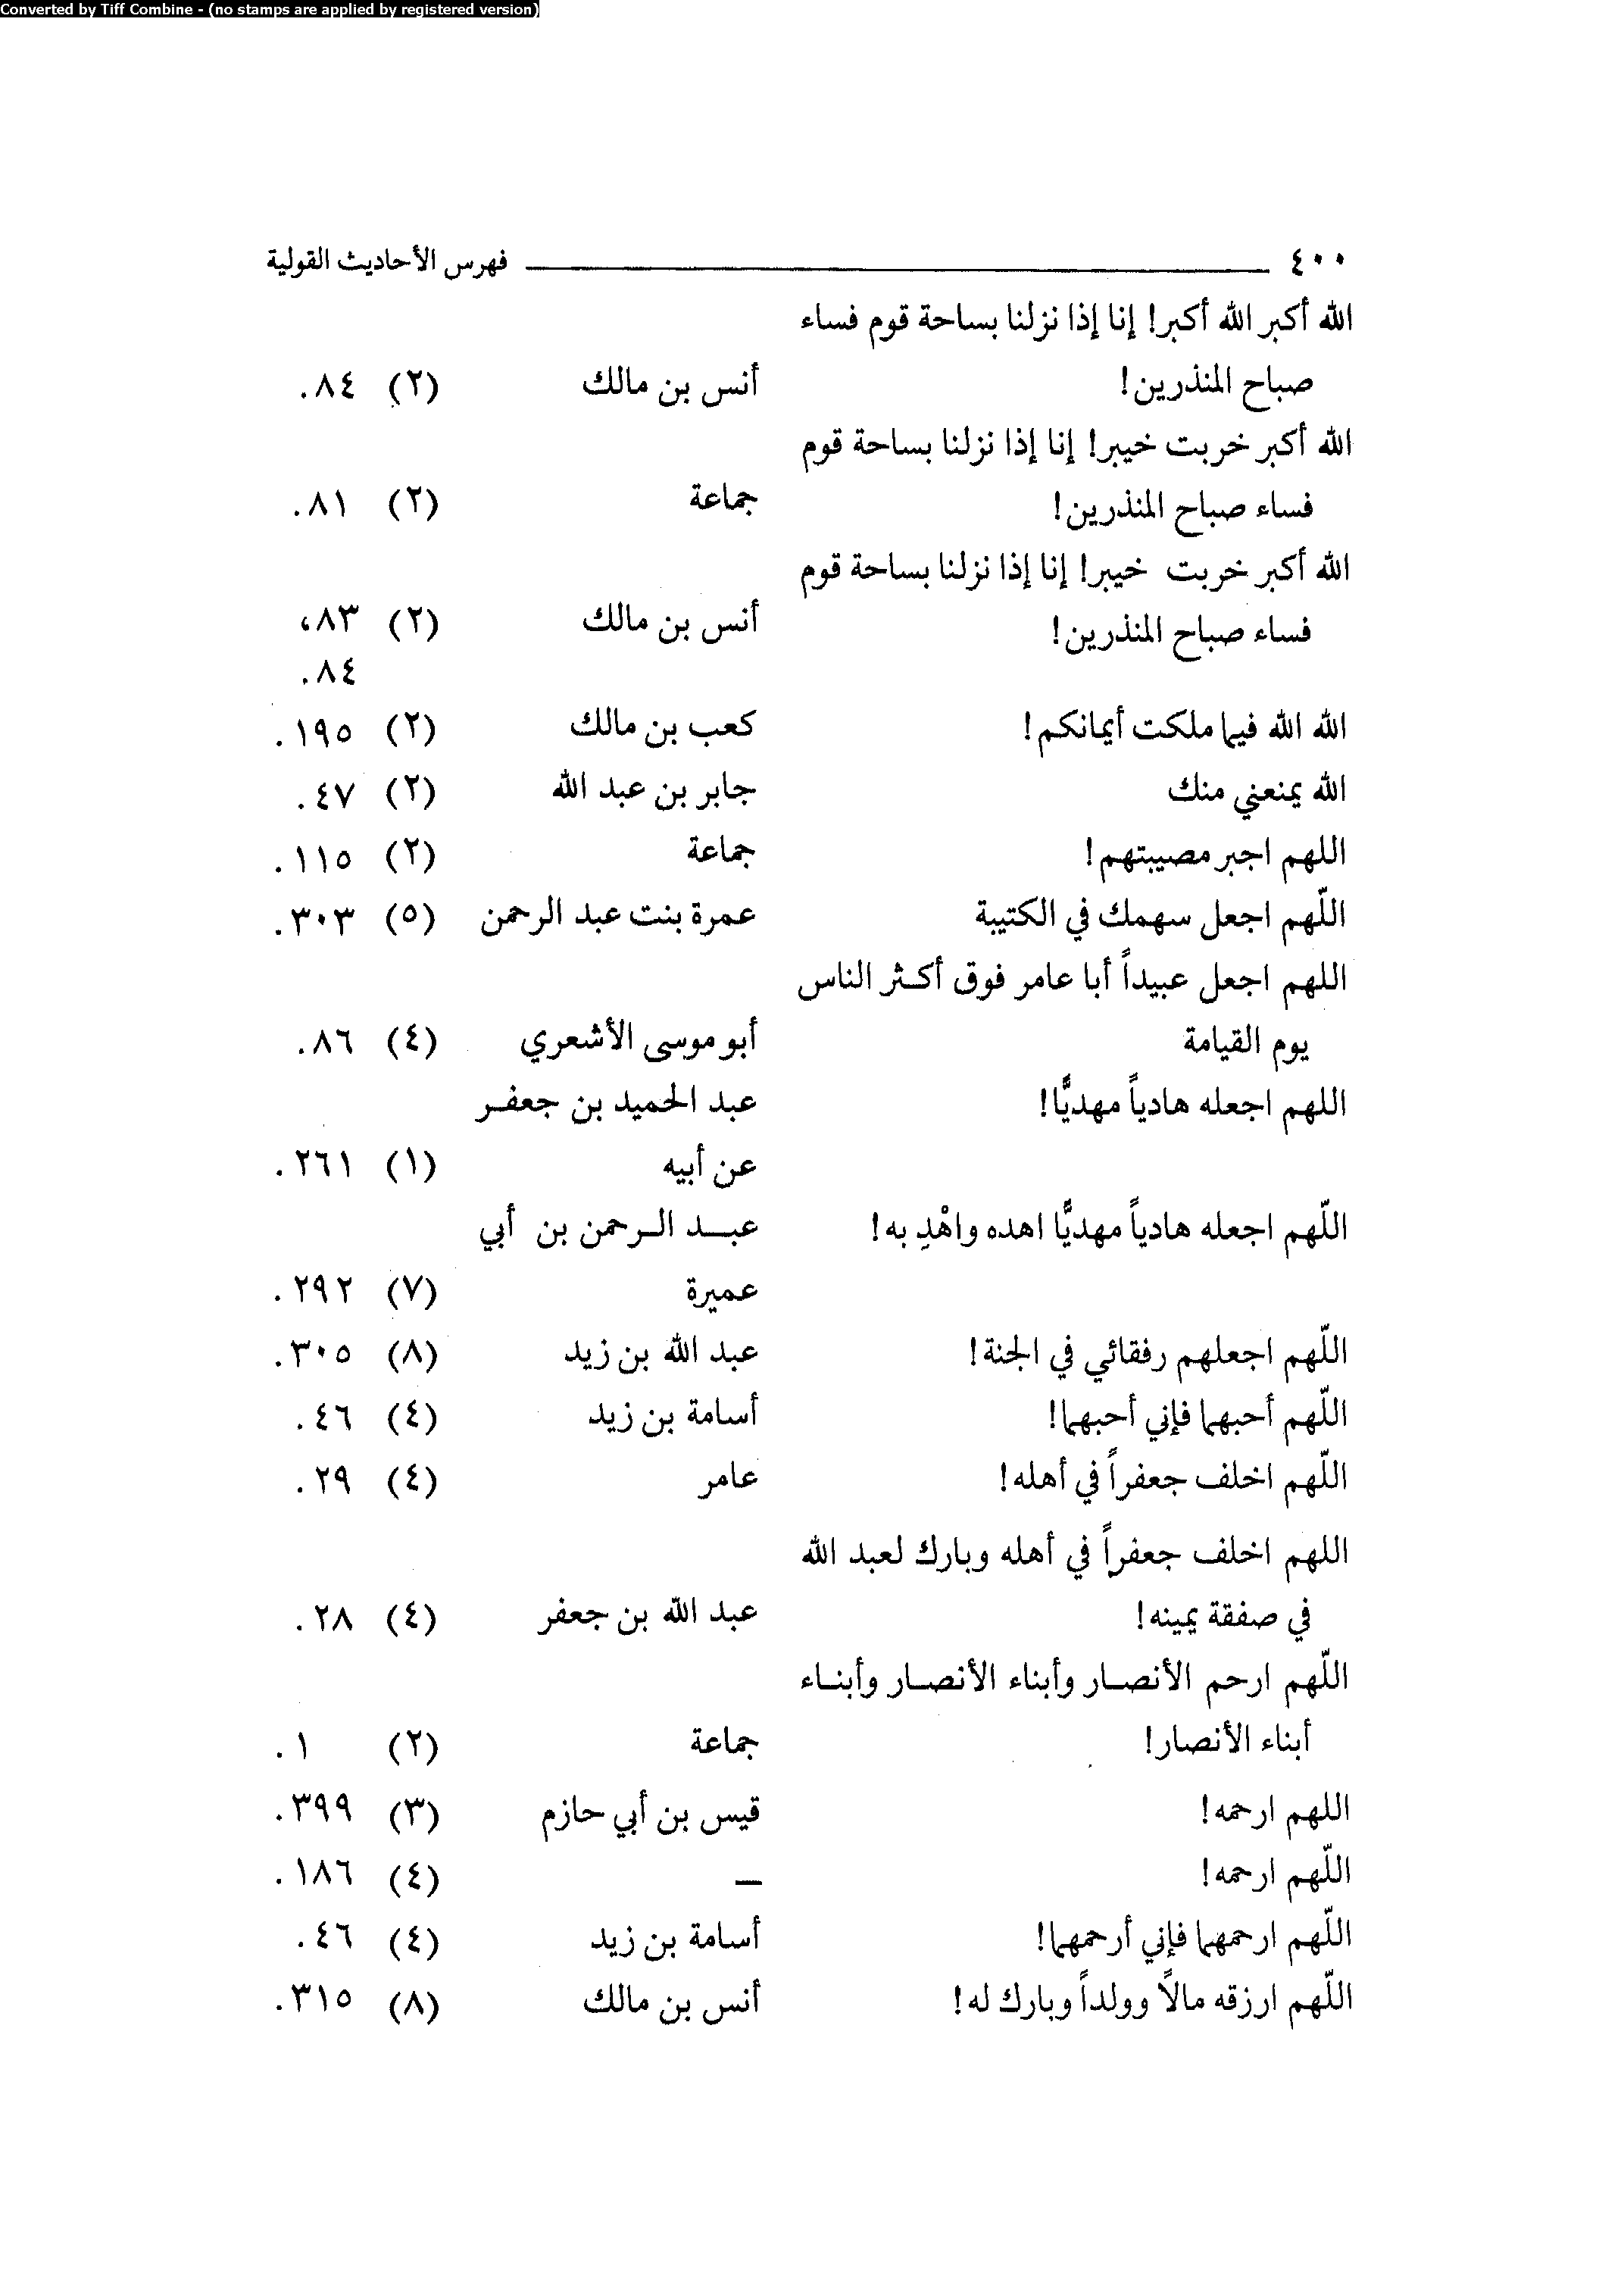 Converted by Tiff Combine - (no stamps are applied by registered version)
٤٠٠ فهرس الأحاديث القولية
الله أكبر الله أكبر! إنا إذا نزلنا بساحة قوم فساء
صباح المنذرين! أنس بن مالك (٢) ٨٤.
الله أكبر خربت خيبر! إنا إذا نزلنا بساحة قوم
فساء صباح المنذرين! جماعة (٢) ٨١.
الله أكبر خربت خيبر! إنا إذا نزلنا بساحة قوم
فساء صباح المنذرين! أنس بن مالك (٢) ٨٣،
٨٤.
الله الله فيما ملكت أيمانكم! كعب بن مالك (٢) ١٩٥.
الله يمنعني منك جابر بن عبد الله (٢) ٤٧.
اللهم اجبر مصيبتهم! جماعة (٢) ١١٥.
اللّهم اجعل سهمك في الكتيبة عمرة بنت عبد الرحمن (٥) ٣٠٣.
اللهم اجعل عبيداً أبا عامر فوق أكثر الناس
يوم القيامة أبو موسى الأشعري (٤) ٨٦.
اللهم اجعله هادياً مهديًّا! عبد الحميد بن جعفر
عن أبيه (١) ٢٦١.
اللّهم اجعله هادياً مهديًّا اهده واهْدِ به! عبد الرحمن بن أبي
عميرة (٧) ٢٩٢.
اللّهم اجعلهم رفقائي في الجنة! عبد الله بن زيد (٨) ٣٠٥.
اللّهم أحبهما فإني أحبهما! أسامة بن زيد (٤) ٤٦.
اللّهم اخلف جعفراً في أهله! عامر (٤) ٢٩.
اللهم اخلف جعفراً في أهله وبارك لعبد الله
في صفقة يمينه! عبد الله بن جعفر (٤) ٢٨.
اللّهم ارحم الأنصار وأبناء الأنصار وأبناء
أبناء الأنصار! جماعة (٢) ١.
اللهم ارحمه! قيس بن أبي حازم (٣) ٣٩٩.
اللّهم ارحمه! — (٤) ١٨٦.
اللّهم ارحمهما فإني أرحمهما! أسامة بن زيد (٤) ٤٦.
اللّهم ارزقه مالاً وولداً وبارك له! أنس بن مالك (٨) ٣١٥.